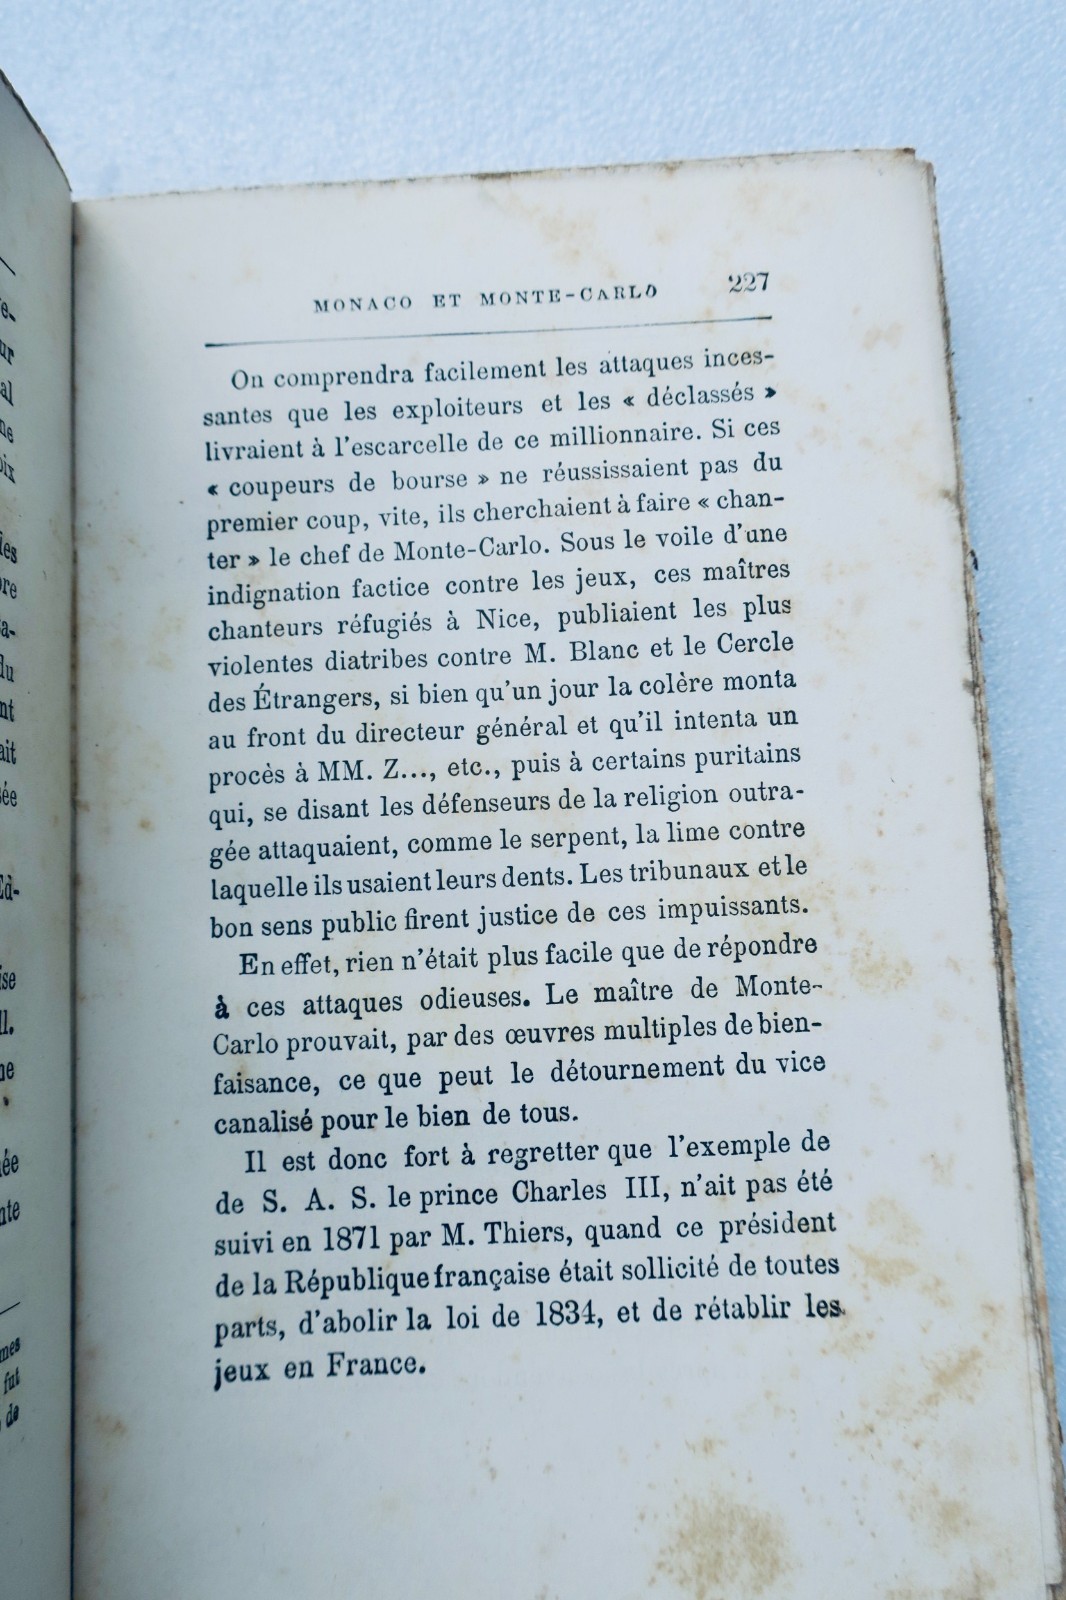 MONACO ET MONTE-CARLO 227
On comprendra facilement les attaques inces-
santes que les exploiteurs et les « déclassés »
livraient à l'escarcelle de ce millionnaire. Si ces
« coupeurs de bourse » ne réussissaient pas du
premier coup, vite, ils cherchaient à faire « chan-
ter » le chef de Monte-Carlo. Sous le voile d'une
indignation factice contre les jeux, ces maîtres
chanteurs réfugiés à Nice, publiaient les plus
violentes diatribes contre M. Blanc et le Cercle
des Étrangers, si bien qu'un jour la colère monta
au front du directeur général et qu'il intenta un
procès à MM. Z..., etc., puis à certains puritains
qui, se disant les défenseurs de la religion outra-
gée attaquaient, comme le serpent, la lime contre
laquelle ils usaient leurs dents. Les tribunaux et le
bon sens public firent justice de ces impuissants.
En effet, rien n'était plus facile que de répondre
à ces attaques odieuses. Le maître de Monte-
Carlo prouvait, par des œuvres multiples de bien-
faisance, ce que peut le détournement du vice
canalisé pour le bien de tous.
Il est donc fort à regretter que l'exemple de
de S. A. S. le prince Charles III, n'ait pas été
suivi en 1871 par M. Thiers, quand ce président
de la République française était sollicité de toutes
parts, d'abolir la loi de 1834, et de rétablir les
jeux en France.